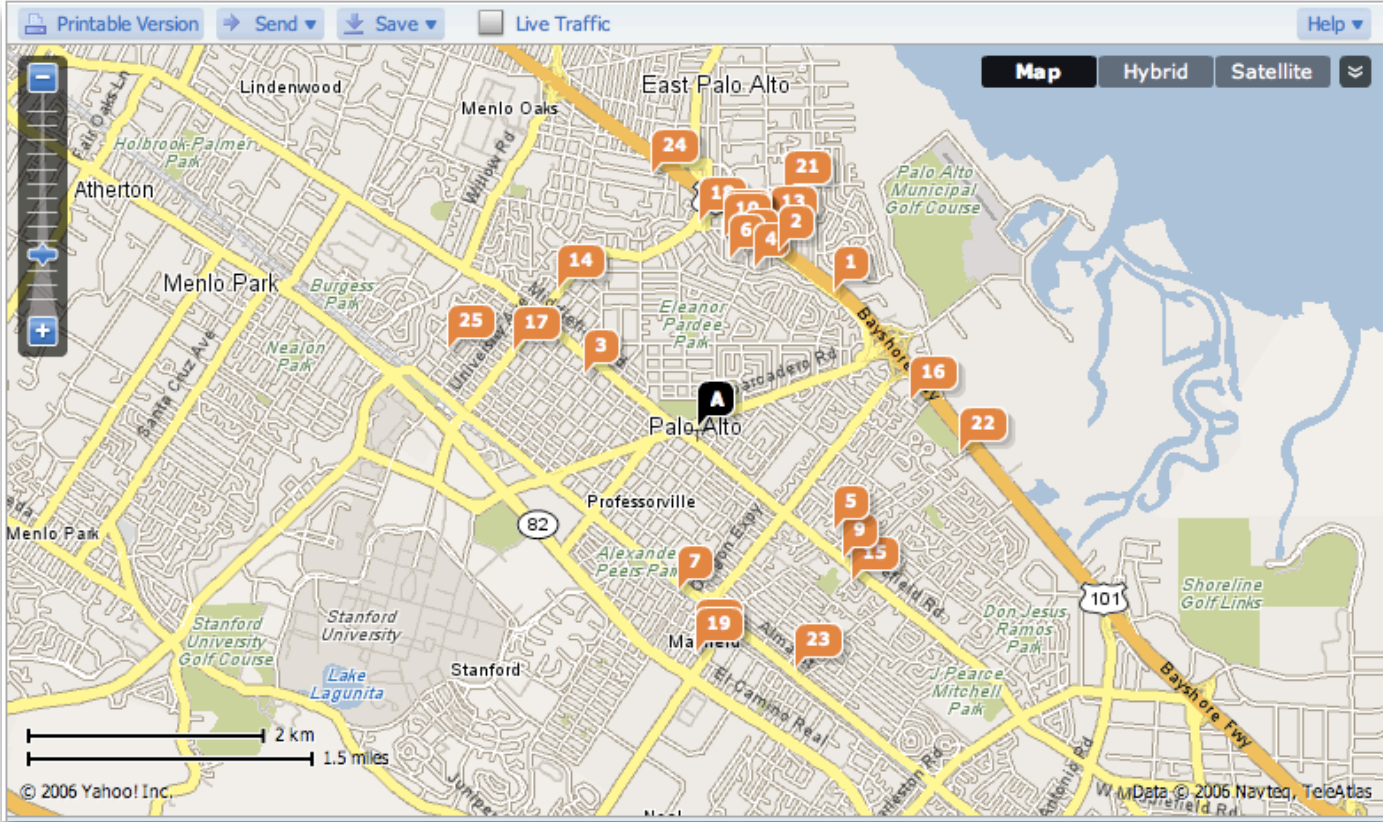 Printable Version
Send
Save
Live Traffic
Help
Map
Hybrid
Satellite
Lindenwood
East Palo Alto
Menlo Oaks
Holbrook-Palmer
Park
Willow Rd
24
21
Palo Alto
Municipal
Golf Course
Atherton
18
10
13
2
6
4
14
1
Menlo Park
Burgess
Park
Eleanor
Pardee
Park
25
17
3
Nealon
Park
Santa Cruz Ave
16
A
Palo Alto
22
Professorville
5
9
15
82
Menlo Park
Alexander
Peers Park
7
101
Shoreline
Golf Links
Don Jesus
Ramos
Park
Stanford
University
Stanford
University
Golf Course
19
23
Stanford
Lake
Lagunita
J Pearce
Mitchell
Park
El Camino Real
Bayshore Fwy
2 km
1.5 miles
© 2006 Yahoo! Inc.
Data © 2006 Navteq, TeleAtlas